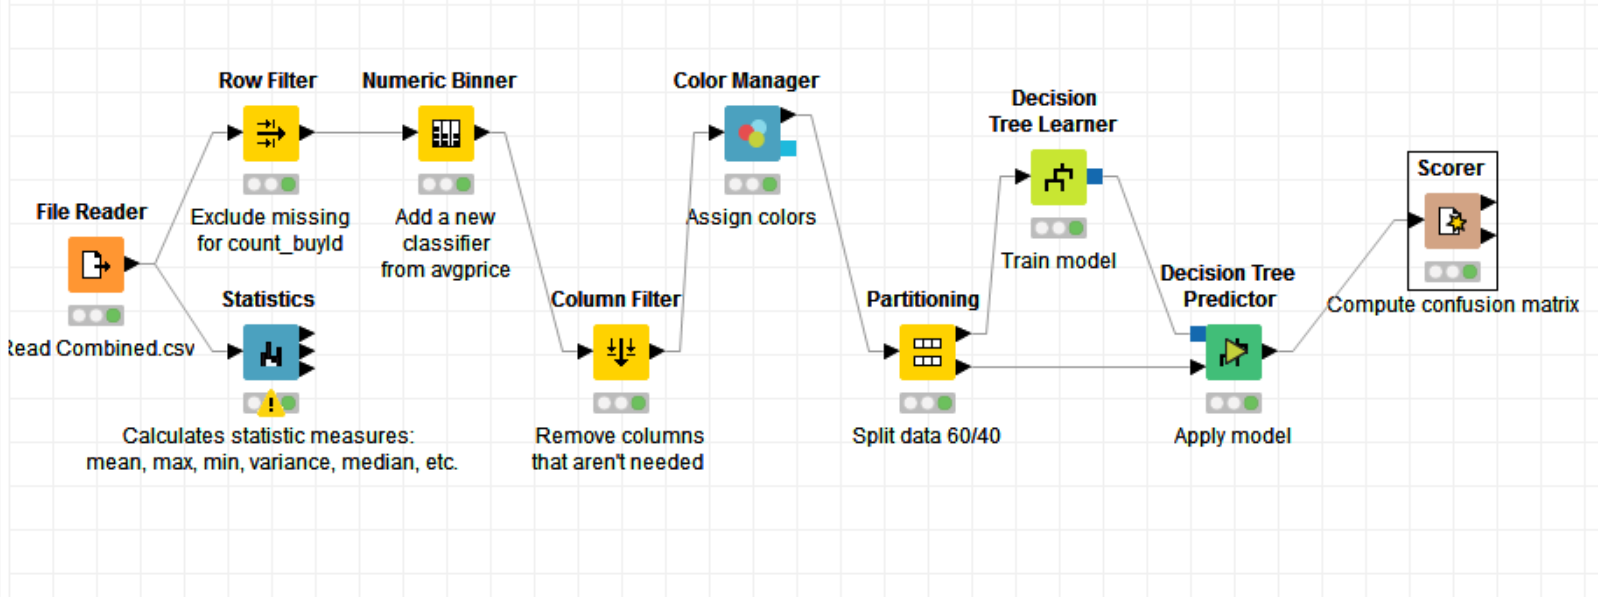 File Reader
Read Combined.csv
Row Filter
Exclude missing
for count_buyId
Statistics
Calculates statistic measures:
mean, max, min, variance, median, etc.
Numeric Binner
Add a new
classifier
from avgprice
Column Filter
Remove columns
that aren't needed
Color Manager
Assign colors
Partitioning
Split data 60/40
Decision
Tree Learner
Train model
Decision Tree
Predictor
Apply model
Scorer
Compute confusion matrix